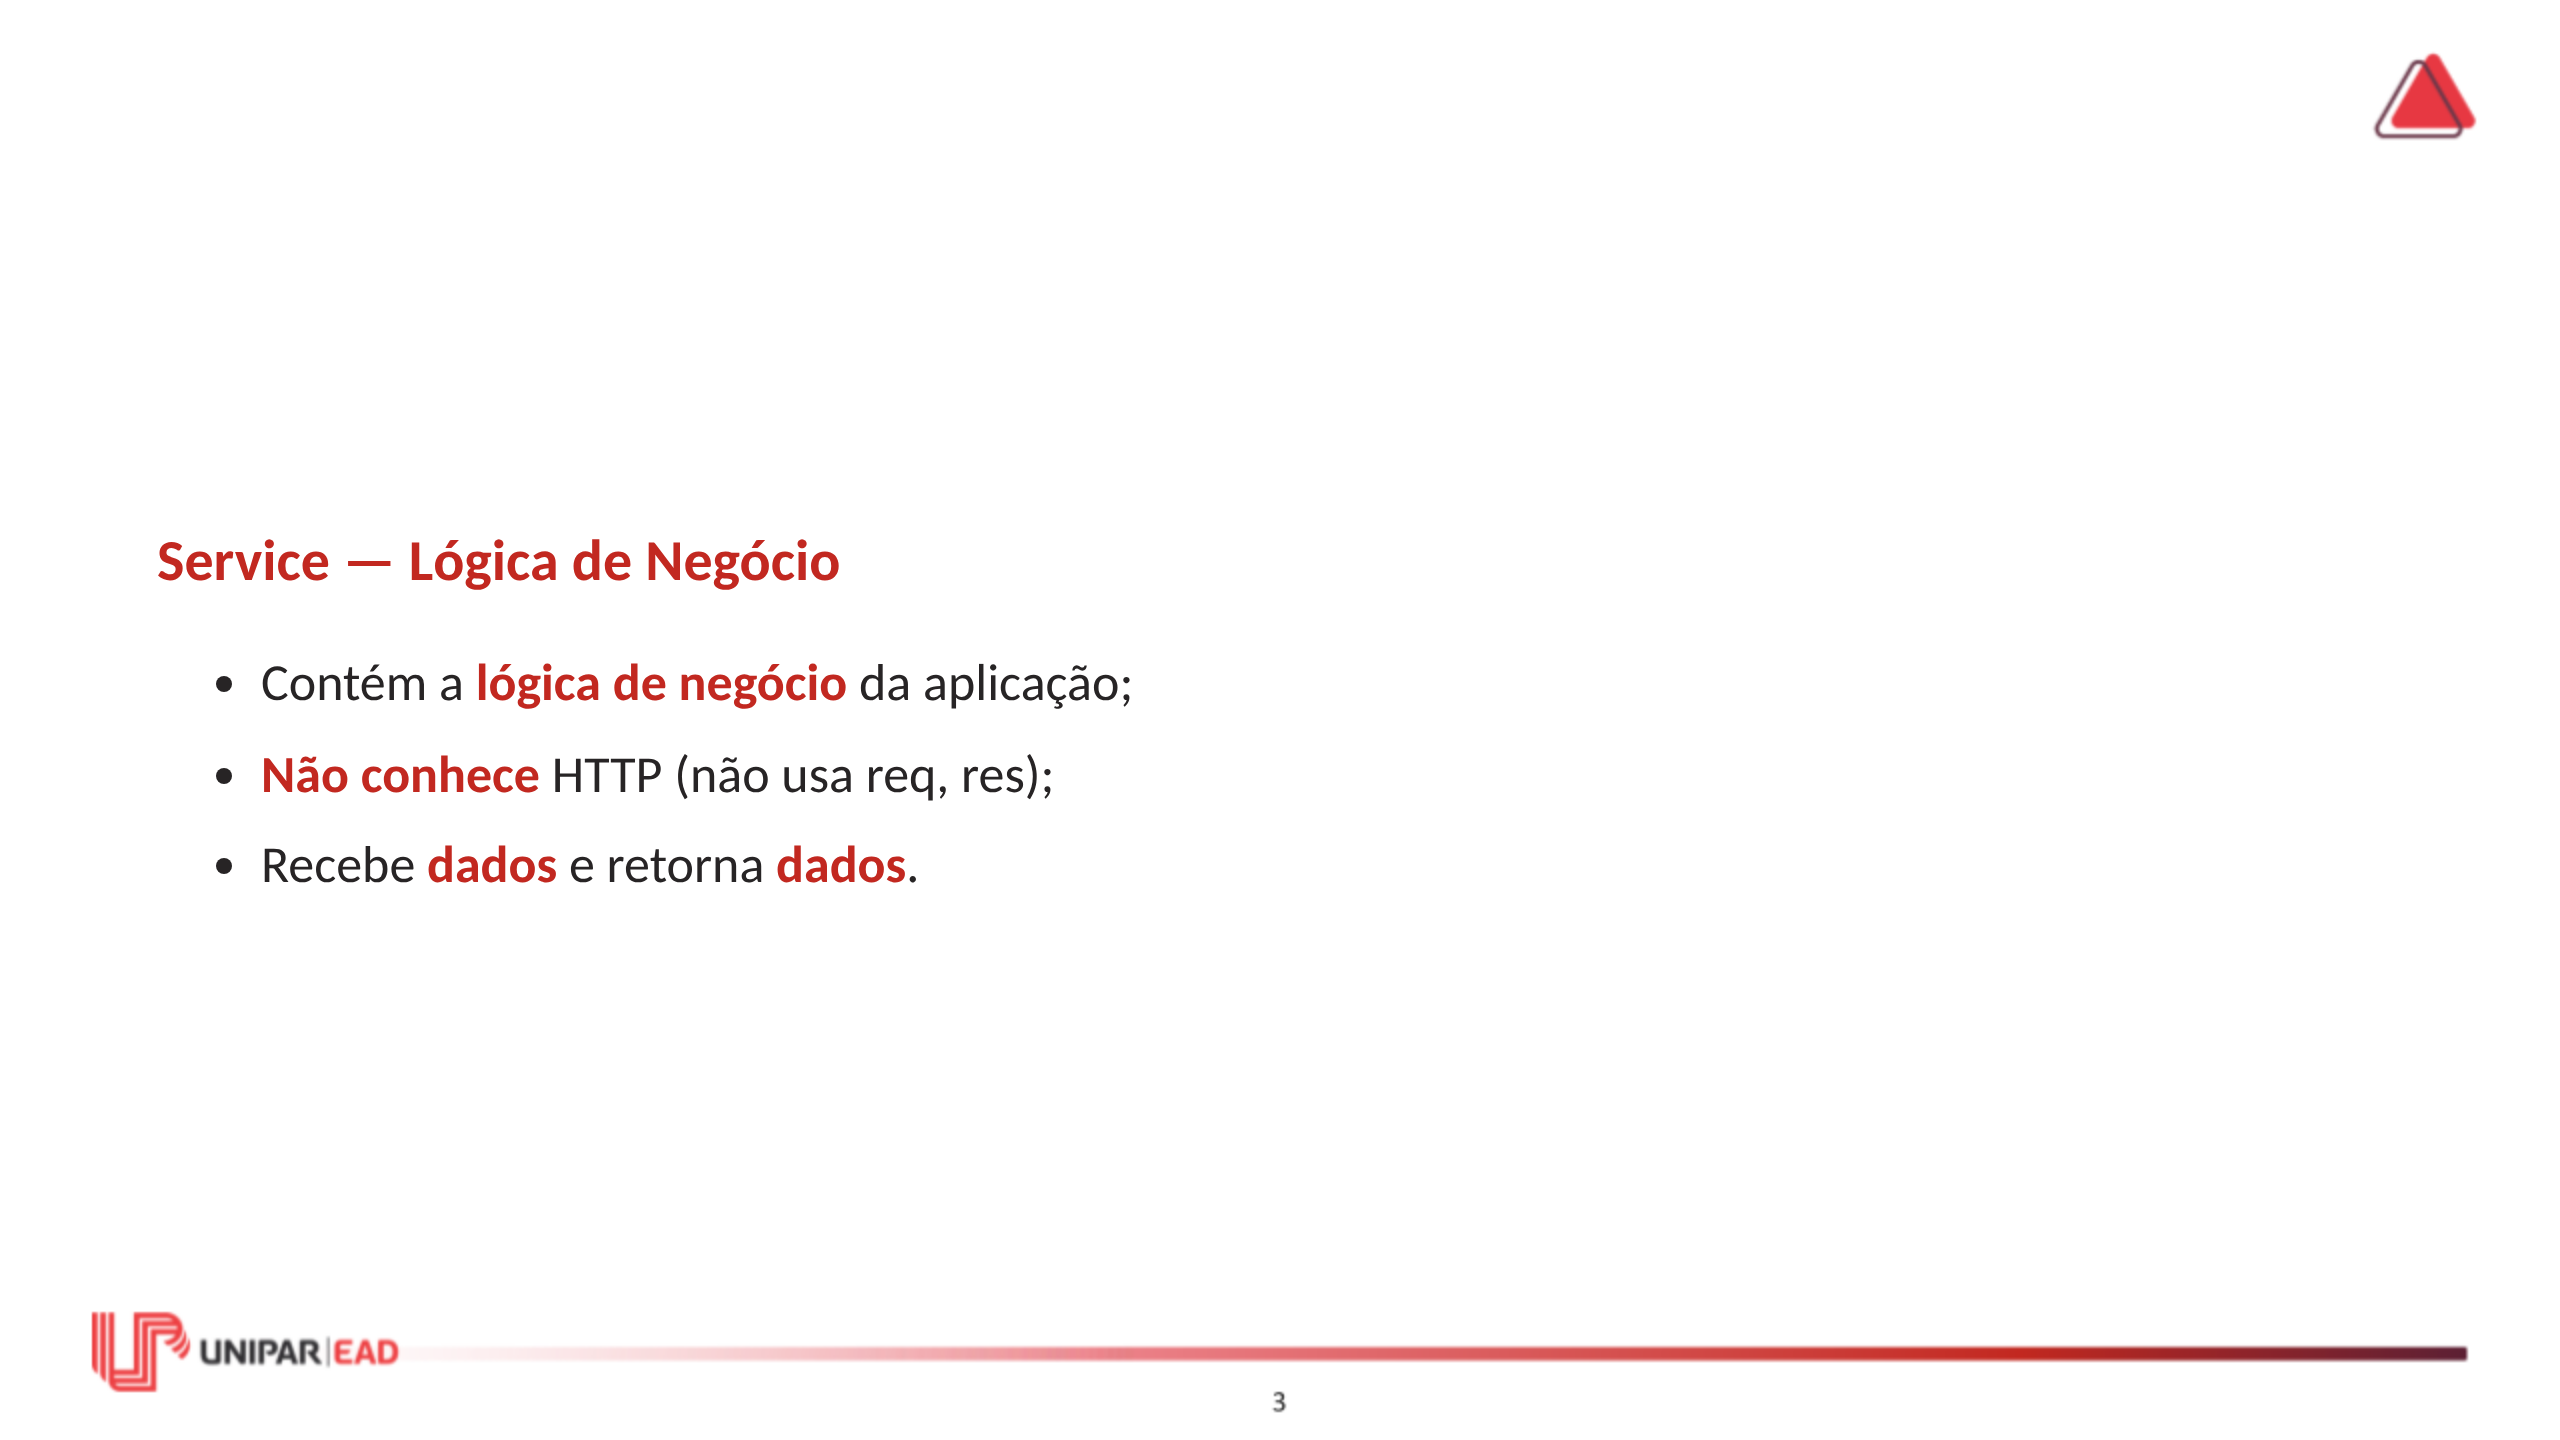 Service — Lógica de Negócio
• Contém a lógica de negócio da aplicação;
• Não conhece HTTP (não usa req, res);
• Recebe dados e retorna dados.
UNIPAR|EAD
3